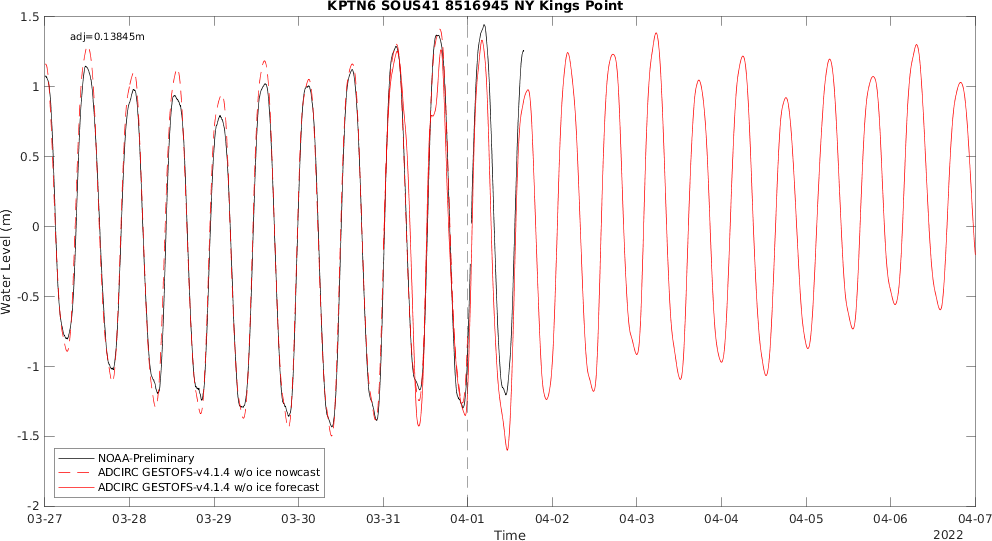 KPTN6 SOUS41 8516945 NY Kings Point
adj=0.13845m
1.5
1
0.5
0
-0.5
-1
-1.5
-2
Water Level (m)
NOAA-Preliminary
ADCIRC GESTOFS-v4.1.4 w/o ice nowcast
ADCIRC GESTOFS-v4.1.4 w/o ice forecast
03-27 03-28 03-29 03-30 03-31 04-01 04-02 04-03 04-04 04-05 04-06 04-07
Time
2022